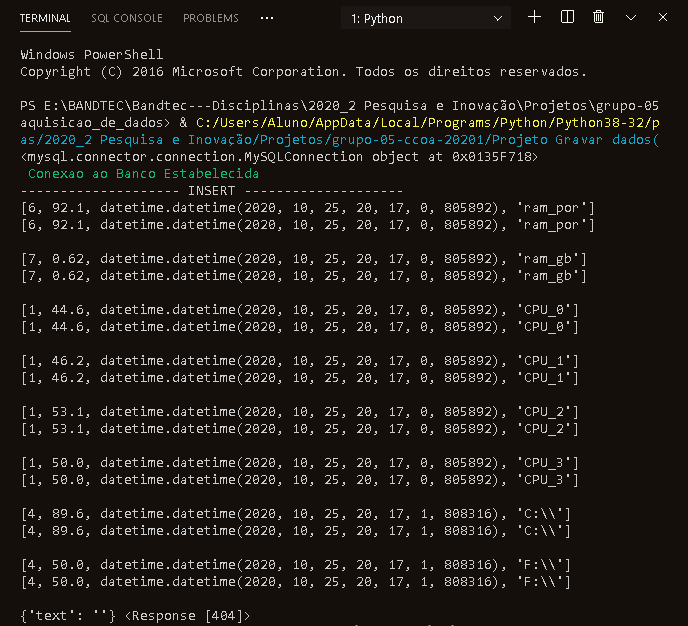 TERMINAL SQL CONSOLE PROBLEMS ··· 1: Python
Windows PowerShell
Copyright (C) 2016 Microsoft Corporation. Todos os direitos reservados.
PS E:\BANDTEC\Bandtec---Disciplinas\2020_2 Pesquisa e Inovação\Projetos\grupo-05
aquisicao_de_dados> & C:/Users/Aluno/AppData/Local/Programs/Python/Python38-32/p
as/2020_2 Pesquisa e Inovação/Projetos/grupo-05-ccoa-20201/Projeto Gravar dados(
<mysql.connector.connection.MySQLConnection object at 0x0135F718>
Conexao ao Banco Estabelecida
-------------------- INSERT --------------------
[6, 92.1, datetime.datetime(2020, 10, 25, 20, 17, 0, 805892), 'ram_por']
[6, 92.1, datetime.datetime(2020, 10, 25, 20, 17, 0, 805892), 'ram_por']
[7, 0.62, datetime.datetime(2020, 10, 25, 20, 17, 0, 805892), 'ram_gb']
[7, 0.62, datetime.datetime(2020, 10, 25, 20, 17, 0, 805892), 'ram_gb']
[1, 44.6, datetime.datetime(2020, 10, 25, 20, 17, 0, 805892), 'CPU_0']
[1, 44.6, datetime.datetime(2020, 10, 25, 20, 17, 0, 805892), 'CPU_0']
[1, 46.2, datetime.datetime(2020, 10, 25, 20, 17, 0, 805892), 'CPU_1']
[1, 46.2, datetime.datetime(2020, 10, 25, 20, 17, 0, 805892), 'CPU_1']
[1, 53.1, datetime.datetime(2020, 10, 25, 20, 17, 0, 805892), 'CPU_2']
[1, 53.1, datetime.datetime(2020, 10, 25, 20, 17, 0, 805892), 'CPU_2']
[1, 50.0, datetime.datetime(2020, 10, 25, 20, 17, 0, 805892), 'CPU_3']
[1, 50.0, datetime.datetime(2020, 10, 25, 20, 17, 0, 805892), 'CPU_3']
[4, 89.6, datetime.datetime(2020, 10, 25, 20, 17, 1, 808316), 'C:\\']
[4, 89.6, datetime.datetime(2020, 10, 25, 20, 17, 1, 808316), 'C:\\']
[4, 50.0, datetime.datetime(2020, 10, 25, 20, 17, 1, 808316), 'F:\\']
[4, 50.0, datetime.datetime(2020, 10, 25, 20, 17, 1, 808316), 'F:\\']
{'text': ''} <Response [404]>